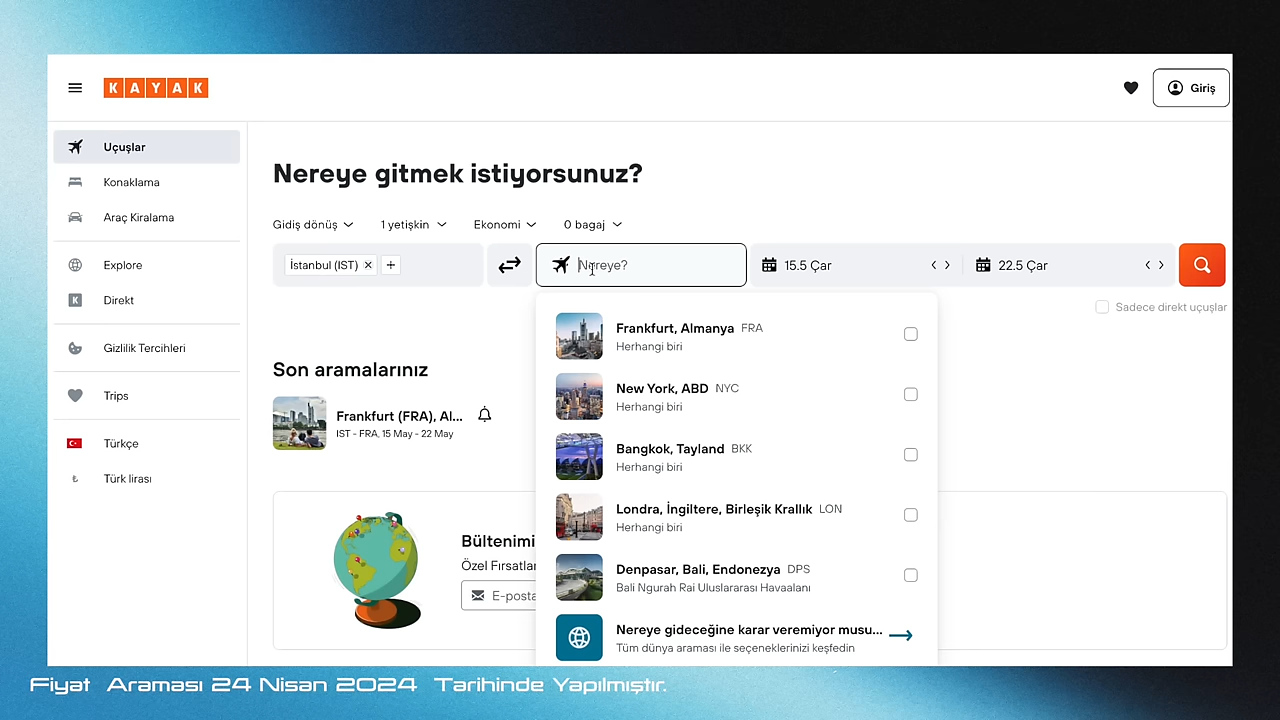 KAYAK
Giriş
Uçuşlar
Konaklama
Araç Kiralama
Explore
Direkt
Gizlilik Tercihleri
Trips
Türkçe
Türk lirası
Nereye gitmek istiyorsunuz?
Gidiş dönüş 1 yetişkin Ekonomi 0 bagaj
İstanbul (IST) Nereye? 15.5 Çar 22.5 Çar
Sadece direkt uçuşlar
Son aramalarınız
Frankfurt (FRA), Al...
IST - FRA, 15 May - 22 May
Bültenimi
Özel Fırsatlar
E-posta
Frankfurt, Almanya FRA
Herhangi biri
New York, ABD NYC
Herhangi biri
Bangkok, Tayland BKK
Herhangi biri
Londra, İngiltere, Birleşik Krallık LON
Herhangi biri
Denpasar, Bali, Endonezya DPS
Bali Ngurah Rai Uluslararası Havaalanı
Nereye gideceğine karar veremiyor musu...
Tüm dünya araması ile seçeneklerinizi keşfedin
Fiyat Araması 24 Nisan 2024 Tarihinde Yapılmıştır.